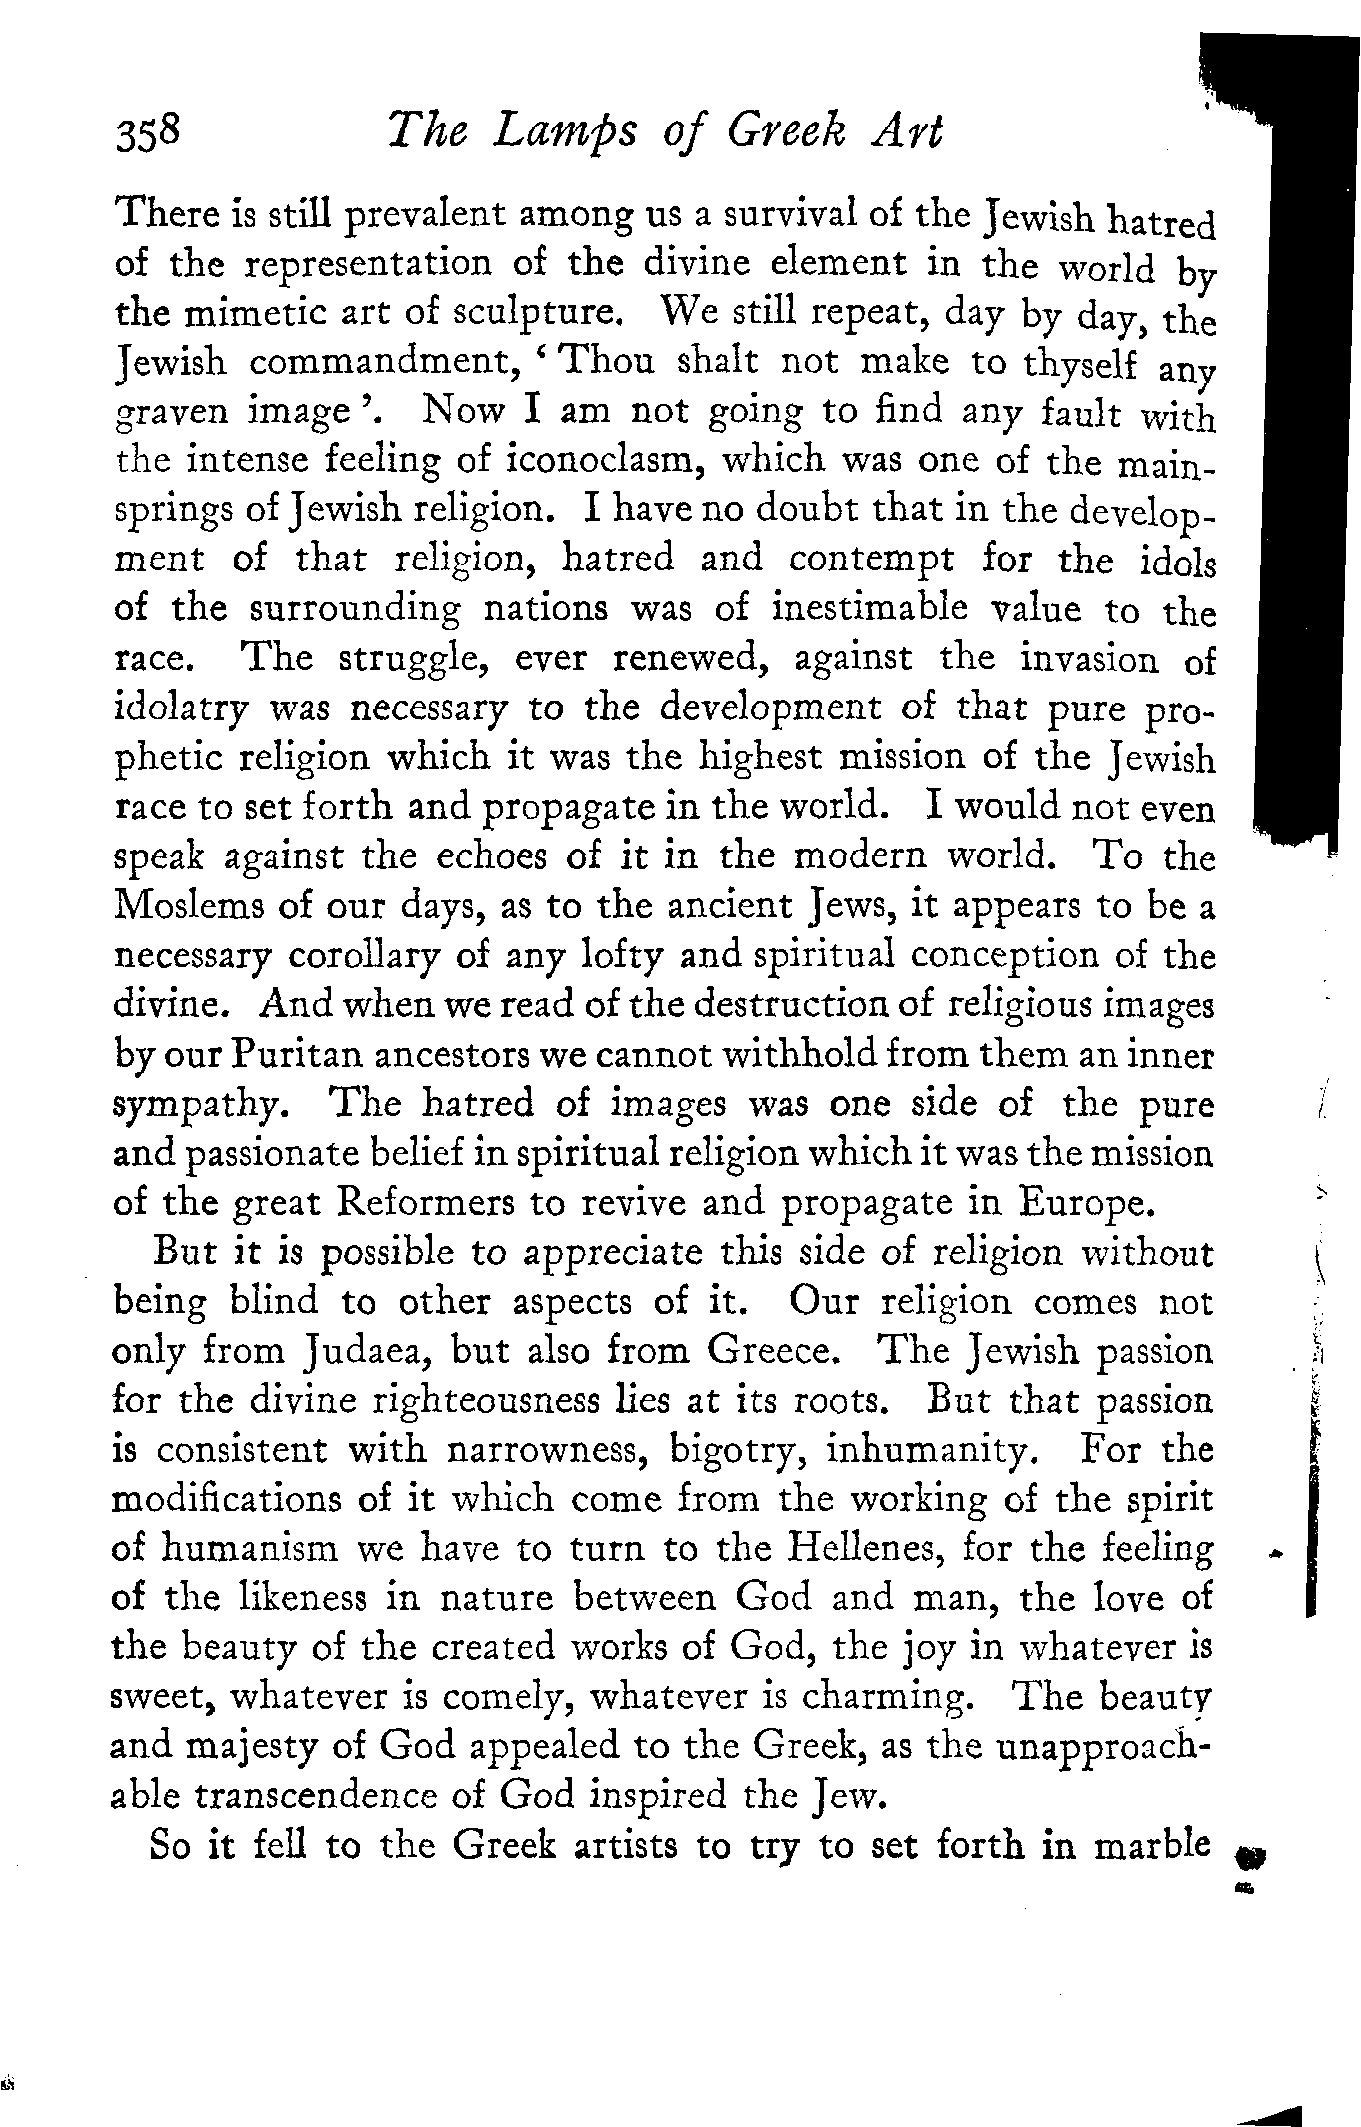 358 The Lamps of Greek Art
There is still prevalent among us a survival of the Jewish hatred
of the representation of the divine element in the world by
the mimetic art of sculpture. We still repeat, day by day, the
Jewish commandment, ‘ Thou shalt not make to thyself any
graven image ’. Now I am not going to find any fault with
the intense feeling of iconoclasm, which was one of the main-
springs of Jewish religion. I have no doubt that in the develop-
ment of that religion, hatred and contempt for the idols
of the surrounding nations was of inestimable value to the
race. The struggle, ever renewed, against the invasion of
idolatry was necessary to the development of that pure pro-
phetic religion which it was the highest mission of the Jewish
race to set forth and propagate in the world. I would not even
speak against the echoes of it in the modern world. To the
Moslems of our days, as to the ancient Jews, it appears to be a
necessary corollary of any lofty and spiritual conception of the
divine. And when we read of the destruction of religious images
by our Puritan ancestors we cannot withhold from them an inner
sympathy. The hatred of images was one side of the pure
and passionate belief in spiritual religion which it was the mission
of the great Reformers to revive and propagate in Europe.
But it is possible to appreciate this side of religion without
being blind to other aspects of it. Our religion comes not
only from Judaea, but also from Greece. The Jewish passion
for the divine righteousness lies at its roots. But that passion
is consistent with narrowness, bigotry, inhumanity. For the
modifications of it which come from the working of the spirit
of humanism we have to turn to the Hellenes, for the feeling
of the likeness in nature between God and man, the love of
the beauty of the created works of God, the joy in whatever is
sweet, whatever is comely, whatever is charming. The beauty
and majesty of God appealed to the Greek, as the unapproach-
able transcendence of God inspired the Jew.
So it fell to the Greek artists to try to set forth in marble